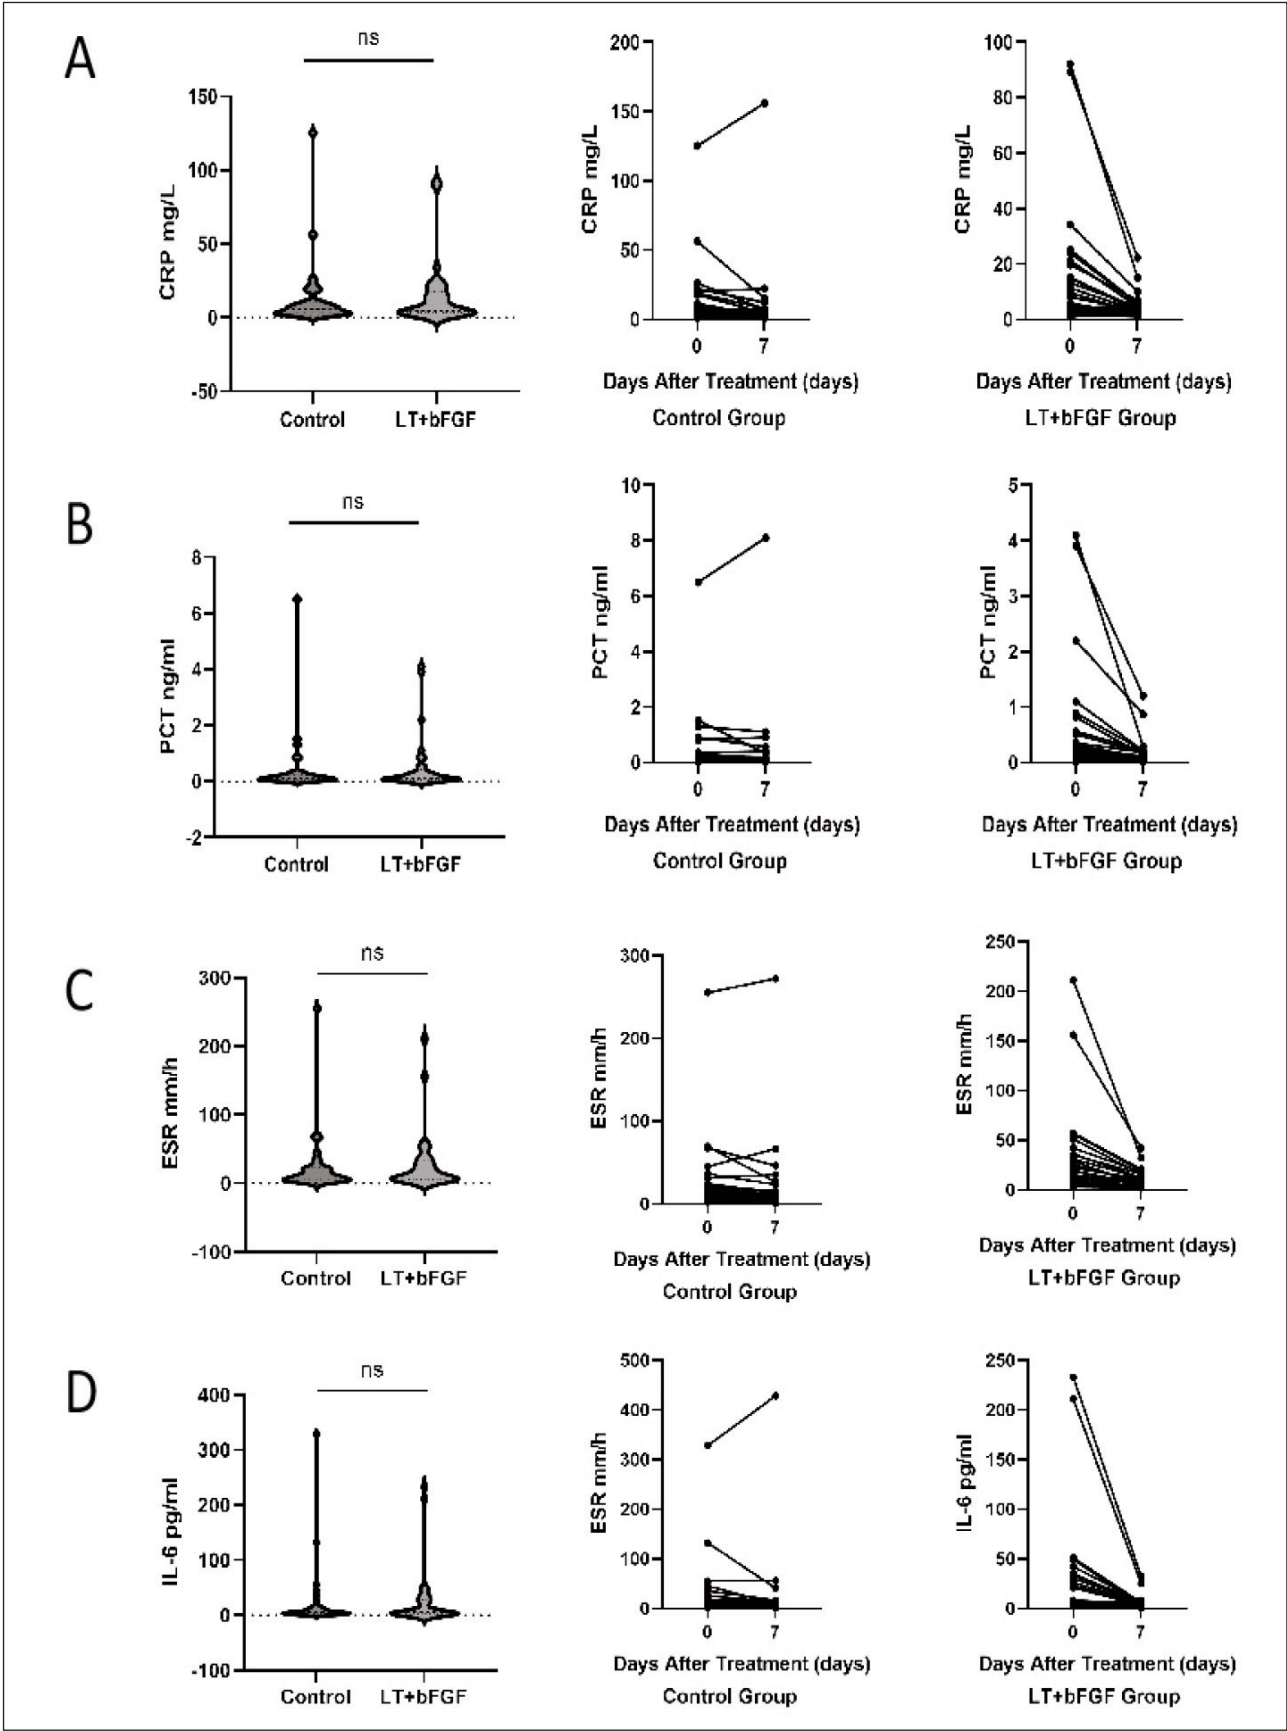 A
ns
CRP mg/L
150
100
50
0
-50
Control
LT+bFGF
CRP mg/L
200
150
100
50
0
0
7
Days After Treatment (days)
Control Group
CRP mg/L
100
80
60
40
20
0
0
7
Days After Treatment (days)
LT+bFGF Group
B
ns
PCT ng/ml
8
6
4
2
0
-2
Control
LT+bFGF
PCT ng/ml
10
8
6
4
2
0
0
7
Days After Treatment (days)
Control Group
PCT ng/ml
5
4
3
2
1
0
0
7
Days After Treatment (days)
LT+bFGF Group
C
ns
ESR mm/h
300
200
100
0
-100
Control
LT+bFGF
ESR mm/h
300
200
100
0
0
7
Days After Treatment (days)
Control Group
ESR mm/h
250
200
150
100
50
0
0
7
Days After Treatment (days)
LT+bFGF Group
D
ns
IL-6 pg/ml
400
300
200
100
0
-100
Control
LT+bFGF
ESR mm/h
500
400
300
200
100
0
0
7
Days After Treatment (days)
Control Group
IL-6 pg/ml
250
200
150
100
50
0
0
7
Days After Treatment (days)
LT+bFGF Group